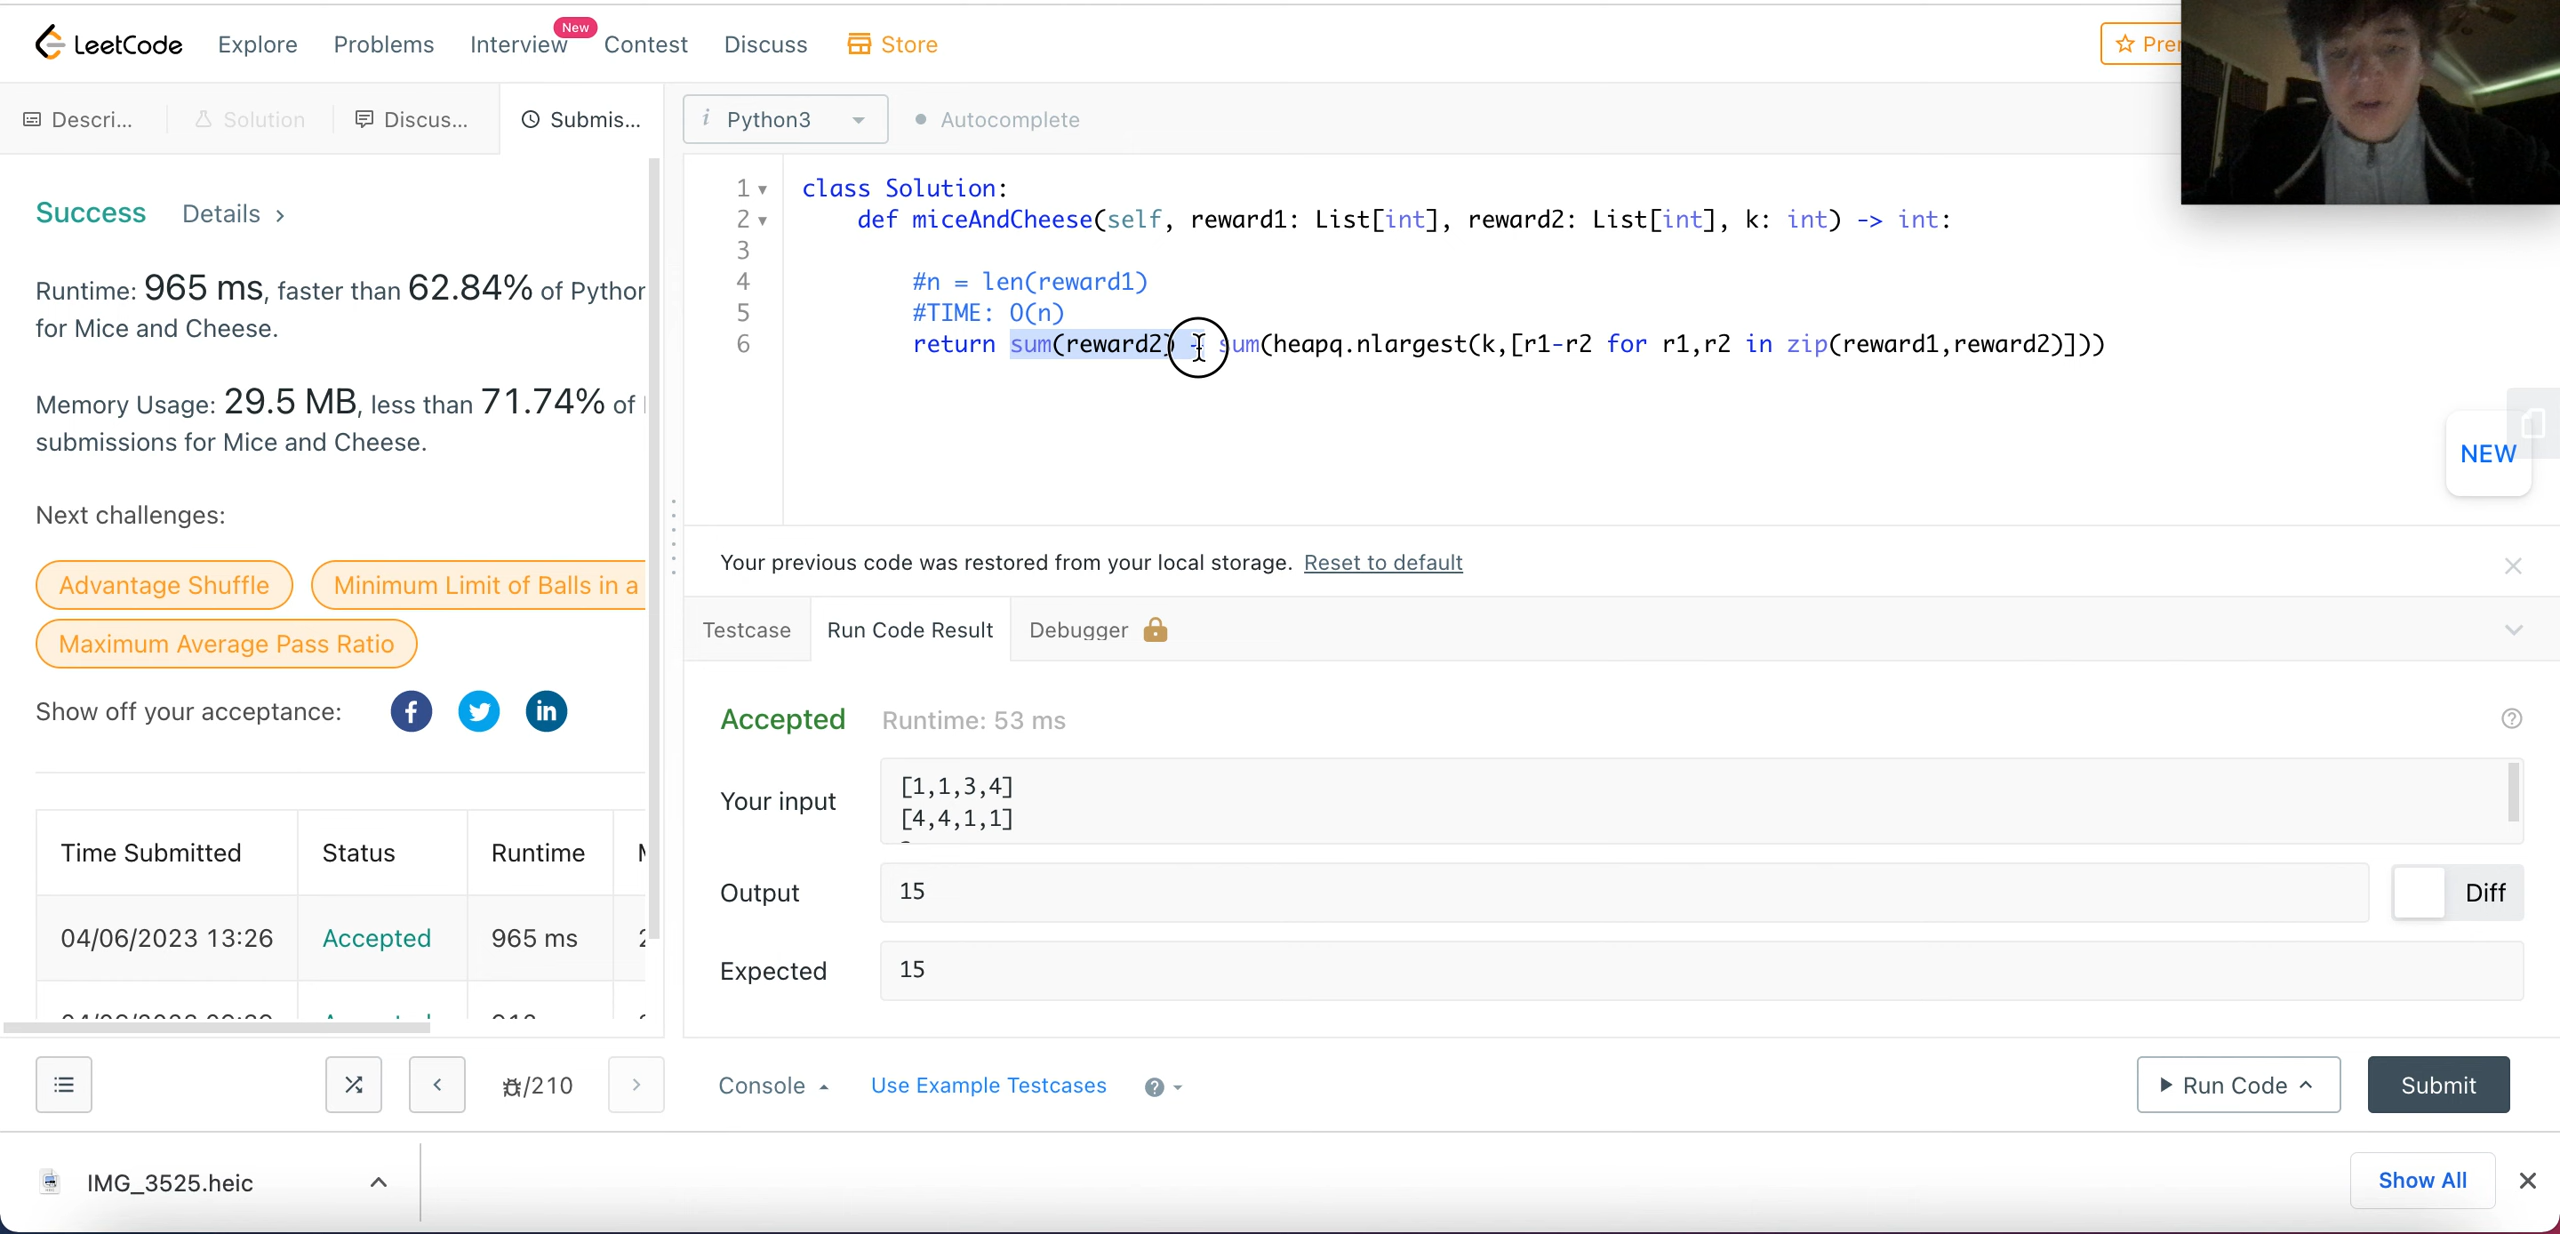 LeetCode Explore Problems Interview New Contest Discuss Store
Descri... Solution Discus... Submis...
Success Details >
Runtime: 965 ms, faster than 62.84% of
for Mice and Cheese.
Memory Usage: 29.5 MB, less than 71.74% of
submissions for Mice and Cheese.
Next challenges:
Advantage Shuffle Minimum Limit of Balls in a
Maximum Average Pass Ratio
Show off your acceptance:
Time Submitted Status Runtime
04/06/2023 13:26 Accepted 965 ms
/210
i Python3 Autocomplete
1 class Solution:
2 def miceAndCheese(self, reward1: List[int], reward2: List[int], k: int) -> int:
3
4 #n = len(reward1)
5 #TIME: O(n)
6 return sum(reward2) sum(heapq.nlargest(k,[r1-r2 for r1,r2 in zip(reward1,reward2)]))
NEW
Your previous code was restored from your local storage. Reset to default
Testcase Run Code Result Debugger
Accepted Runtime: 53 ms
Your input
[1,1,3,4]
[4,4,1,1]
Output 15 Diff
Expected 15
Console Use Example Testcases Run Code Submit
IMG_3525.heic Show All